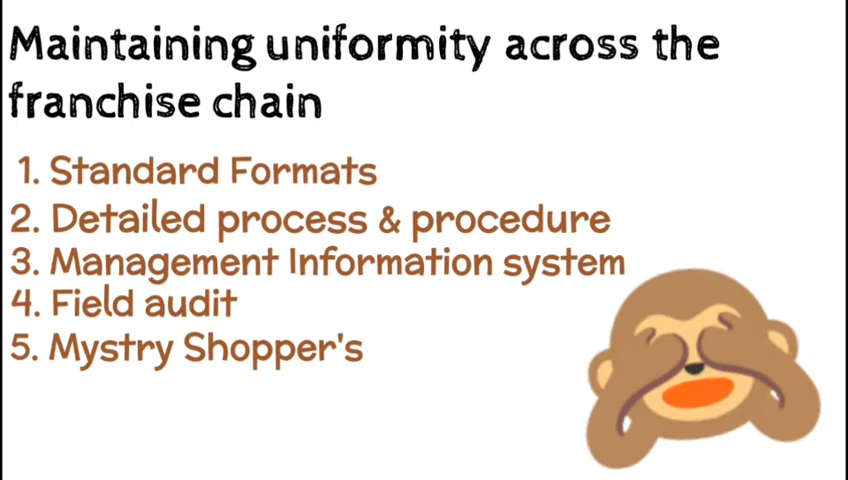 Maintaining uniformity across the
franchise chain
1. Standard Formats
2. Detailed process & procedure
3. Management Information system
4. Field audit
5. Mystry Shopper's